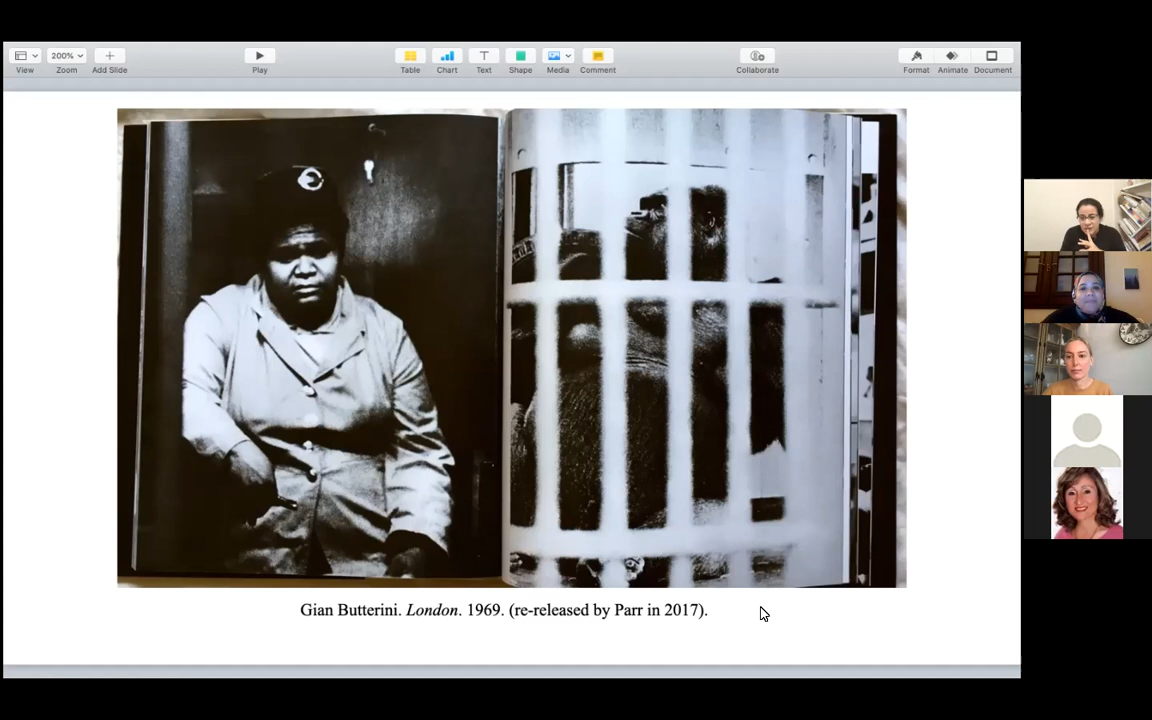 200%
View
Zoom
Add Slide
Play
Table
Chart
Text
Shape
Media
Comment
Collaborate
Format
Animate
Document
Gian Butterini. London. 1969. (re-released by Parr in 2017).